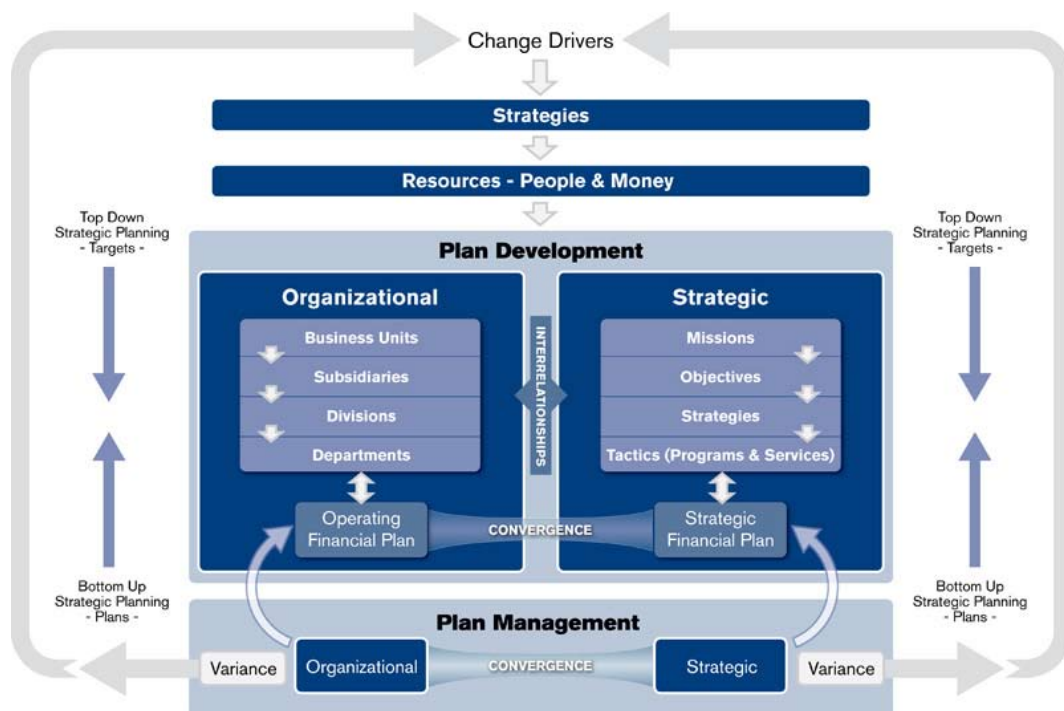 Change Drivers
Strategies
Resources - People & Money
Top Down
Strategic Planning
- Targets -
Bottom Up
Strategic Planning
- Plans -
Plan Development
Organizational
Business Units
Subsidiaries
Divisions
Departments
Operating
Financial Plan
INTERRELATIONSHIPS
CONVERGENCE
Strategic
Missions
Objectives
Strategies
Tactics (Programs & Services)
Strategic
Financial Plan
Top Down
Strategic Planning
- Targets -
Bottom Up
Strategic Planning
- Plans -
Plan Management
Variance
Organizational
CONVERGENCE
Strategic
Variance